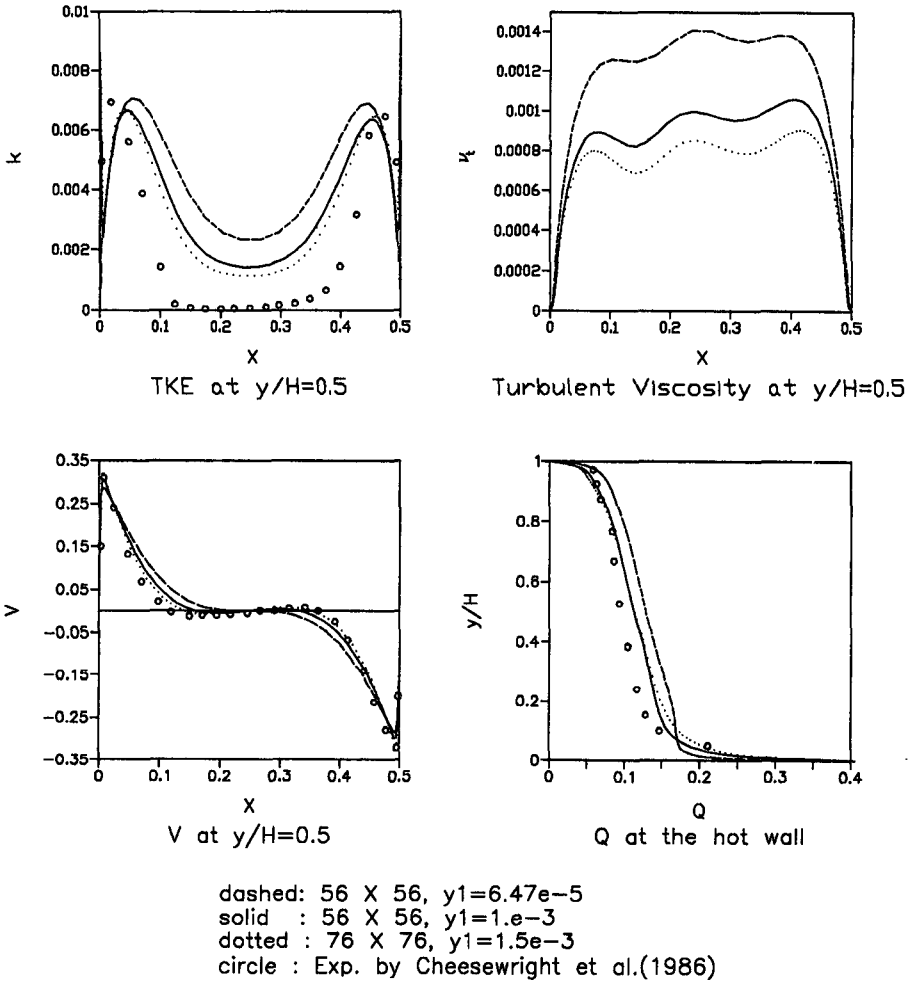 0.01
0.008
0.006
0.004
0.002
0
k
0 0.1 0.2 0.3 0.4 0.5
X
TKE at y/H=0.5
0.0014
0.0012
0.001
0.0008
0.0006
0.0004
0.0002
0
νt
0 0.1 0.2 0.3 0.4 0.5
X
Turbulent Viscosity at y/H=0.5
0.35
0.25
0.15
0.05
−0.05
−0.15
−0.25
−0.35
V
0 0.1 0.2 0.3 0.4 0.5
X
V at y/H=0.5
1
0.8
0.6
0.4
0.2
0
y/H
0 0.1 0.2 0.3 0.4
Q
Q at the hot wall
dashed: 56 X 56, y1=6.47e−5
solid : 56 X 56, y1=1.e−3
dotted : 76 X 76, y1=1.5e−3
circle : Exp. by Cheesewright et al.(1986)